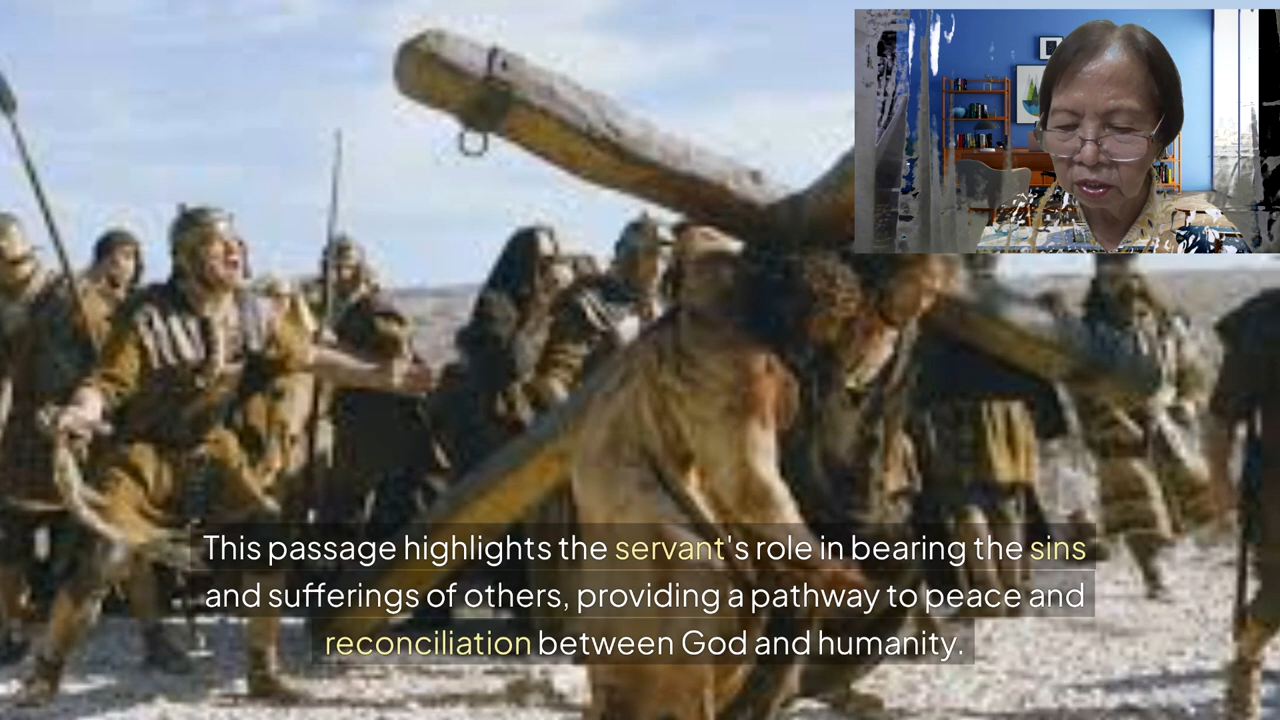 This passage highlights the servant's role in bearing the sins
and sufferings of others, providing a pathway to peace and
reconciliation between God and humanity.